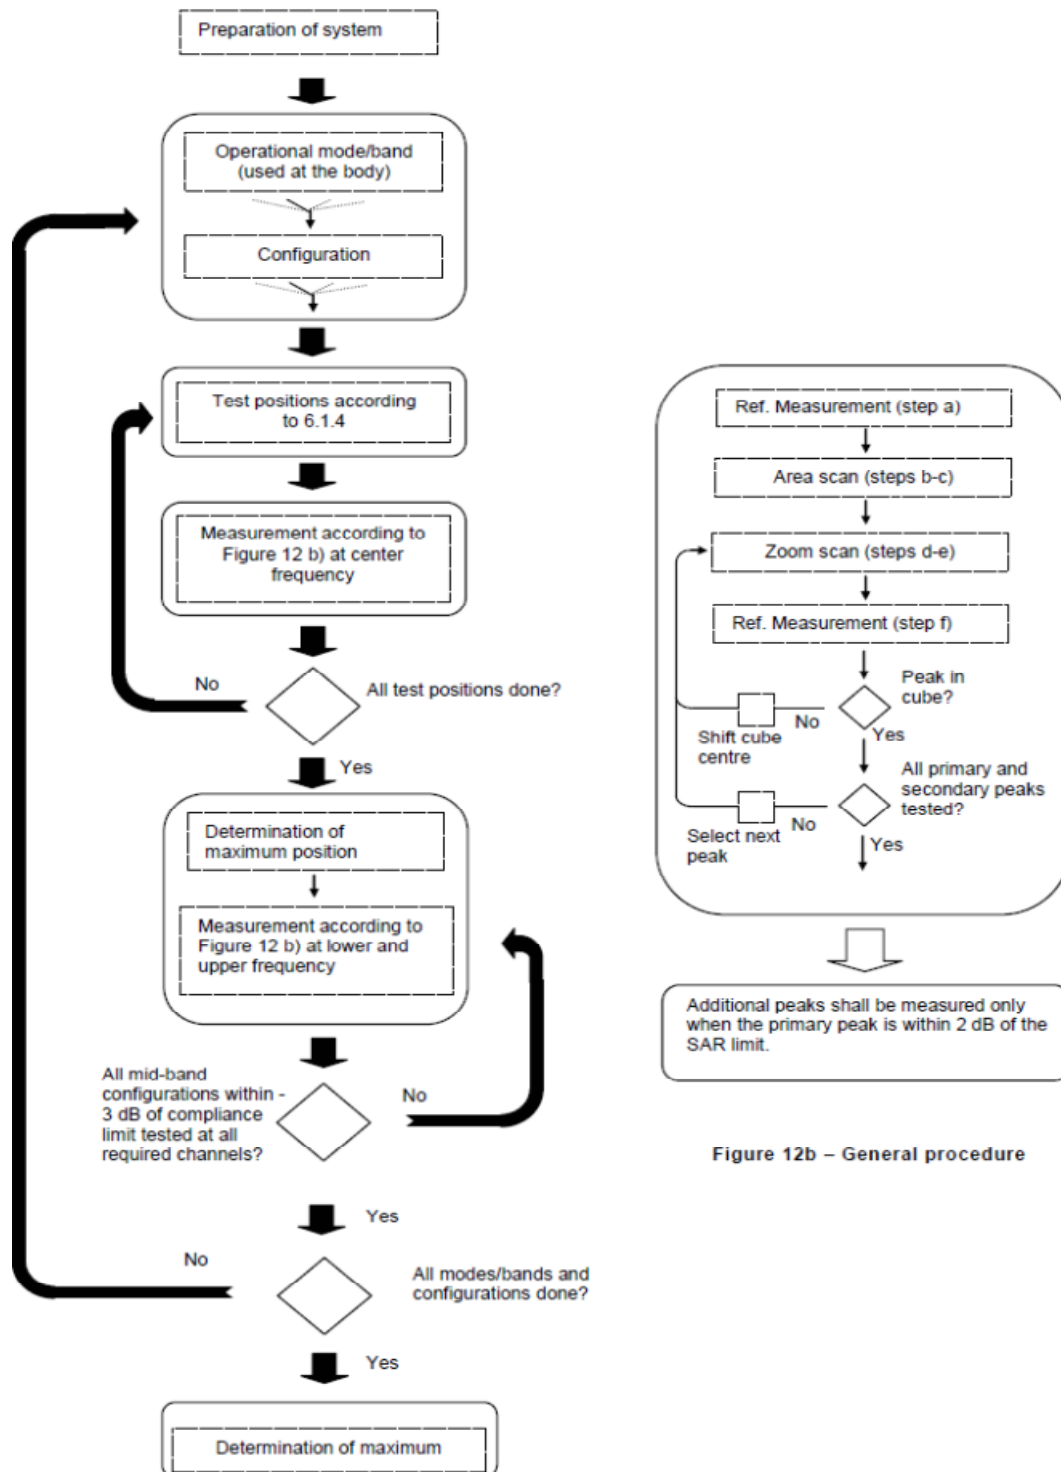 Preparation of system
Operational mode/band
(used at the body)
Configuration
Test positions according
to 6.1.4
Measurement according to
Figure 12 b) at center
frequency
No
All test positions done?
Yes
Determination of
maximum position
Measurement according to
Figure 12 b) at lower and
upper frequency
All mid-band
configurations within -
3 dB of compliance
limit tested at all
required channels?
No
Yes
No
All modes/bands and
configurations done?
Yes
Determination of maximum
Ref. Measurement (step a)
Area scan (steps b-c)
Zoom scan (steps d-e)
Ref. Measurement (step f)
Peak in
cube?
No
Yes
Shift cube
centre
All primary and
secondary peaks
tested?
No
Yes
Select next
peak
Additional peaks shall be measured only
when the primary peak is within 2 dB of the
SAR limit.
Figure 12b – General procedure